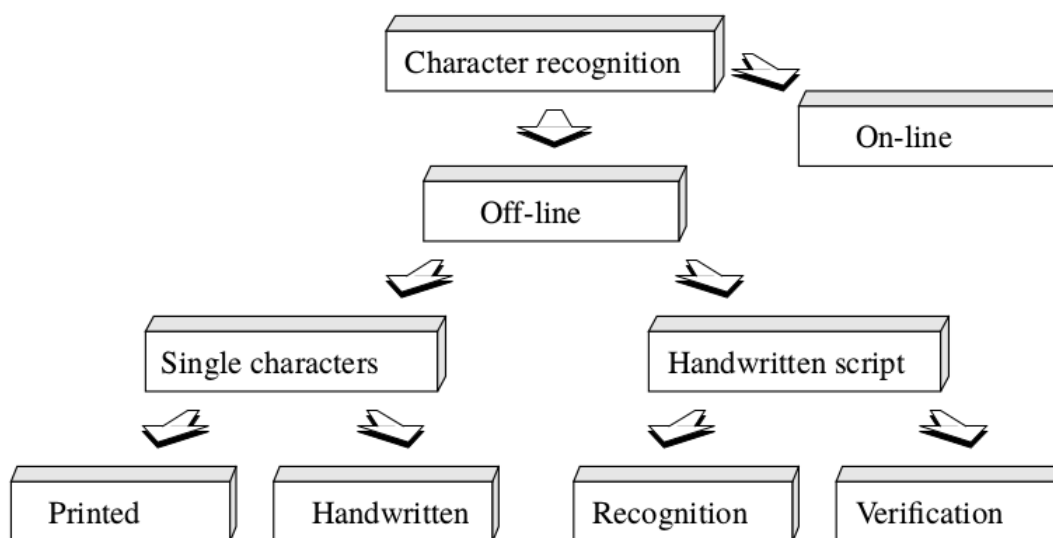 Character recognition
On-line
Off-line
Single characters
Handwritten script
Printed
Handwritten
Recognition
Verification